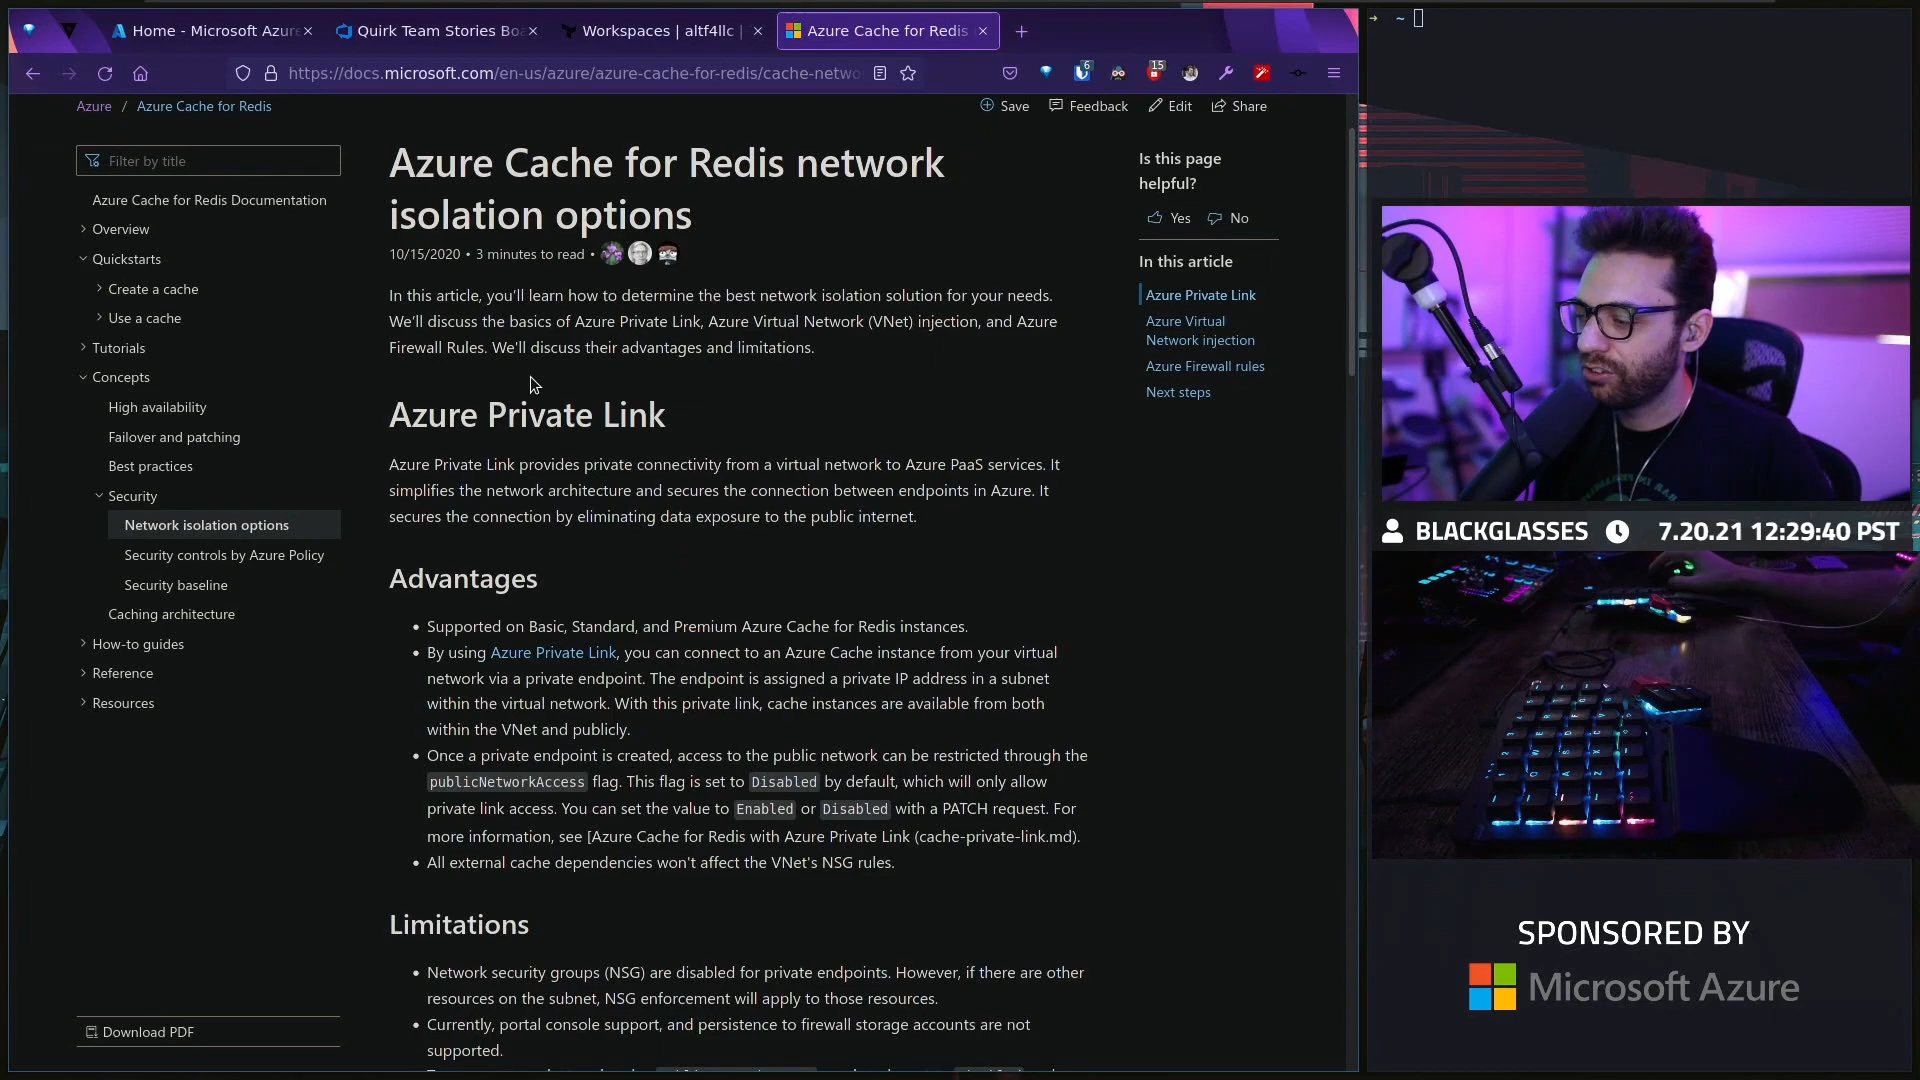 Home - Microsoft Azure
Quirk Team Stories Boa
Workspaces | altf4llc |
Azure Cache for Redis
https://docs.microsoft.com/en-us/azure/azure-cache-for-redis/cache-netwo
6
15
Azure / Azure Cache for Redis
Save
Feedback
Edit
Share
Filter by title
Azure Cache for Redis Documentation
Overview
Quickstarts
Create a cache
Use a cache
Tutorials
Concepts
High availability
Failover and patching
Best practices
Security
Network isolation options
Security controls by Azure Policy
Security baseline
Caching architecture
How-to guides
Reference
Resources
Download PDF
Azure Cache for Redis network
isolation options
10/15/2020 • 3 minutes to read •
In this article, you'll learn how to determine the best network isolation solution for your needs.
We'll discuss the basics of Azure Private Link, Azure Virtual Network (VNet) injection, and Azure
Firewall Rules. We'll discuss their advantages and limitations.
Azure Private Link
Azure Private Link provides private connectivity from a virtual network to Azure PaaS services. It
simplifies the network architecture and secures the connection between endpoints in Azure. It
secures the connection by eliminating data exposure to the public internet.
Advantages
• Supported on Basic, Standard, and Premium Azure Cache for Redis instances.
• By using Azure Private Link, you can connect to an Azure Cache instance from your virtual
network via a private endpoint. The endpoint is assigned a private IP address in a subnet
within the virtual network. With this private link, cache instances are available from both
within the VNet and publicly.
• Once a private endpoint is created, access to the public network can be restricted through the
publicNetworkAccess flag. This flag is set to Disabled by default, which will only allow
private link access. You can set the value to Enabled or Disabled with a PATCH request. For
more information, see [Azure Cache for Redis with Azure Private Link (cache-private-link.md).
• All external cache dependencies won't affect the VNet's NSG rules.
Limitations
• Network security groups (NSG) are disabled for private endpoints. However, if there are other
resources on the subnet, NSG enforcement will apply to those resources.
• Currently, portal console support, and persistence to firewall storage accounts are not
supported.
Is this page
helpful?
Yes
No
In this article
Azure Private Link
Azure Virtual
Network injection
Azure Firewall rules
Next steps
→ ~
BLACKGLASSES
7.20.21 12:29:40 PST
SPONSORED BY
Microsoft Azure